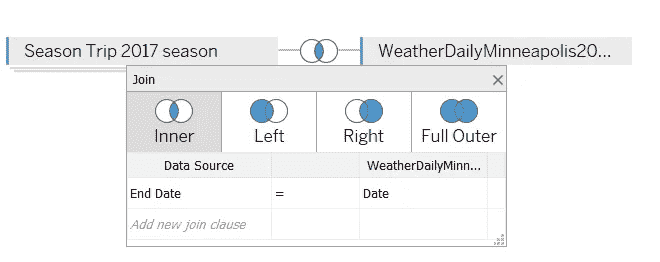 Season Trip 2017 season WeatherDailyMinneapolis20...
Join
Inner Left Right Full Outer
Data Source WeatherDailyMinn...
End Date = Date
Add new join clause